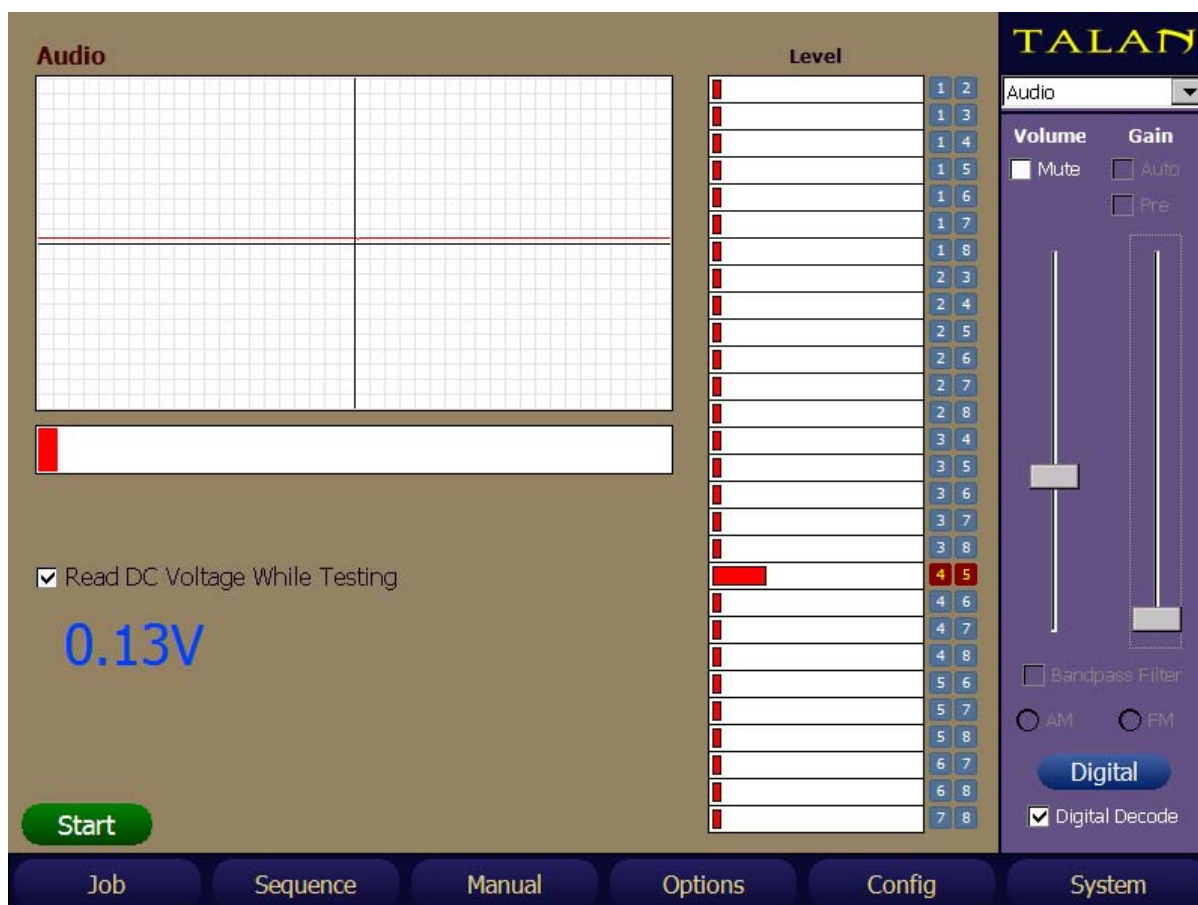 TALAN
Audio
Level
Audio
Volume Gain
Mute Auto
Pre
1 2
1 3
1 4
1 5
1 6
1 7
1 8
2 3
2 4
2 5
2 6
2 7
2 8
3 4
3 5
3 6
3 7
3 8
4 5
4 6
4 7
4 8
5 6
5 7
5 8
6 7
6 8
7 8
Read DC Voltage While Testing
0.13V
Bandpass Filter
AM FM
Digital
Digital Decode
Start
Job Sequence Manual Options Config System